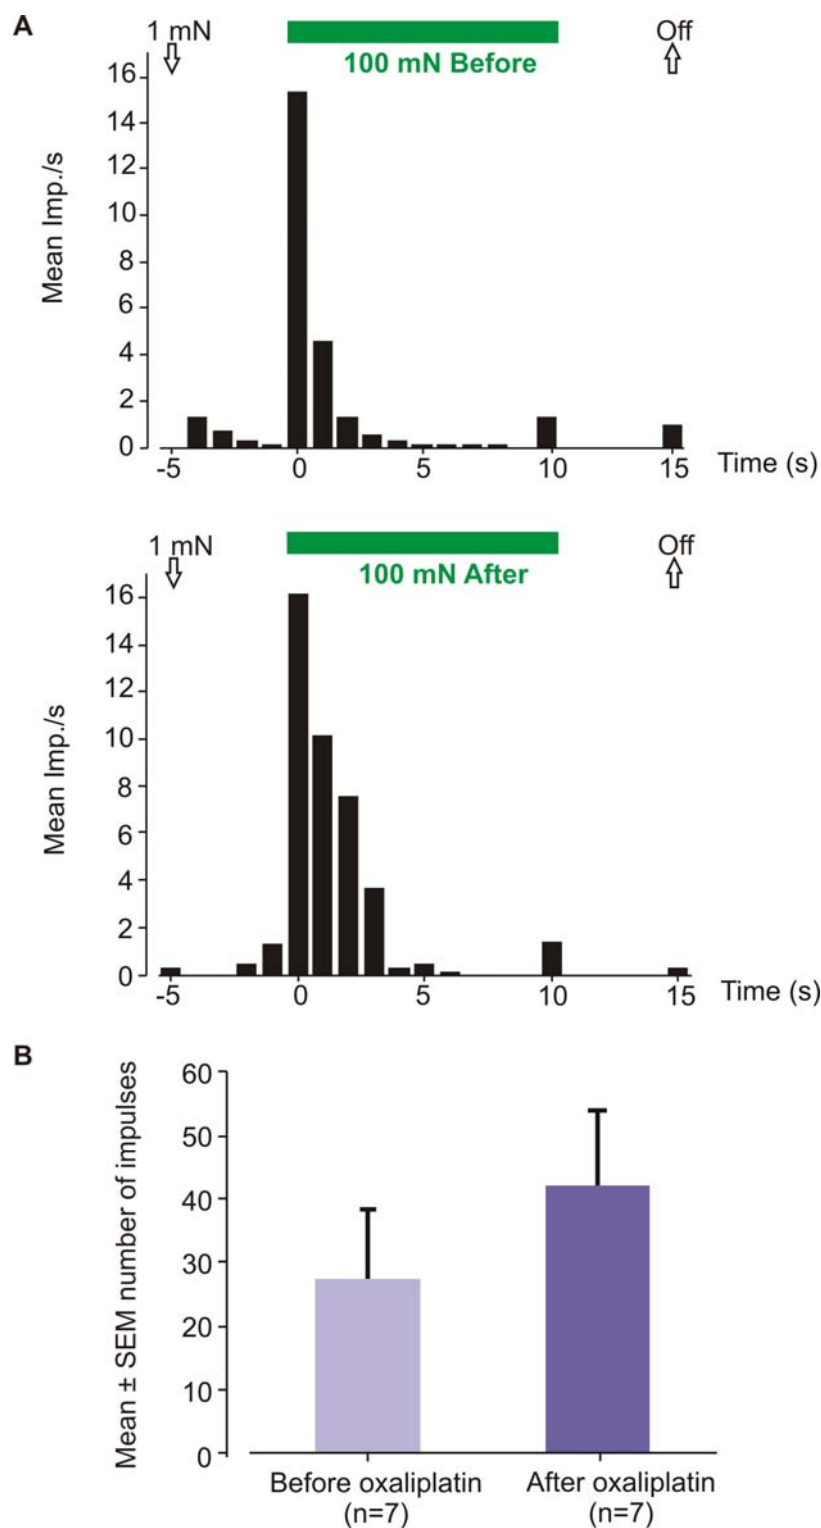 A
1 mN
Off
100 mN Before
16
14
12
10
8
6
4
2
0
Mean Imp./s
-5
0
5
10
15
Time (s)
1 mN
Off
100 mN After
16
14
12
10
8
6
4
2
0
Mean Imp./s
-5
0
5
10
15
Time (s)
B
60
50
40
30
20
10
0
Mean ± SEM number of impulses
Before oxaliplatin
(n=7)
After oxaliplatin
(n=7)